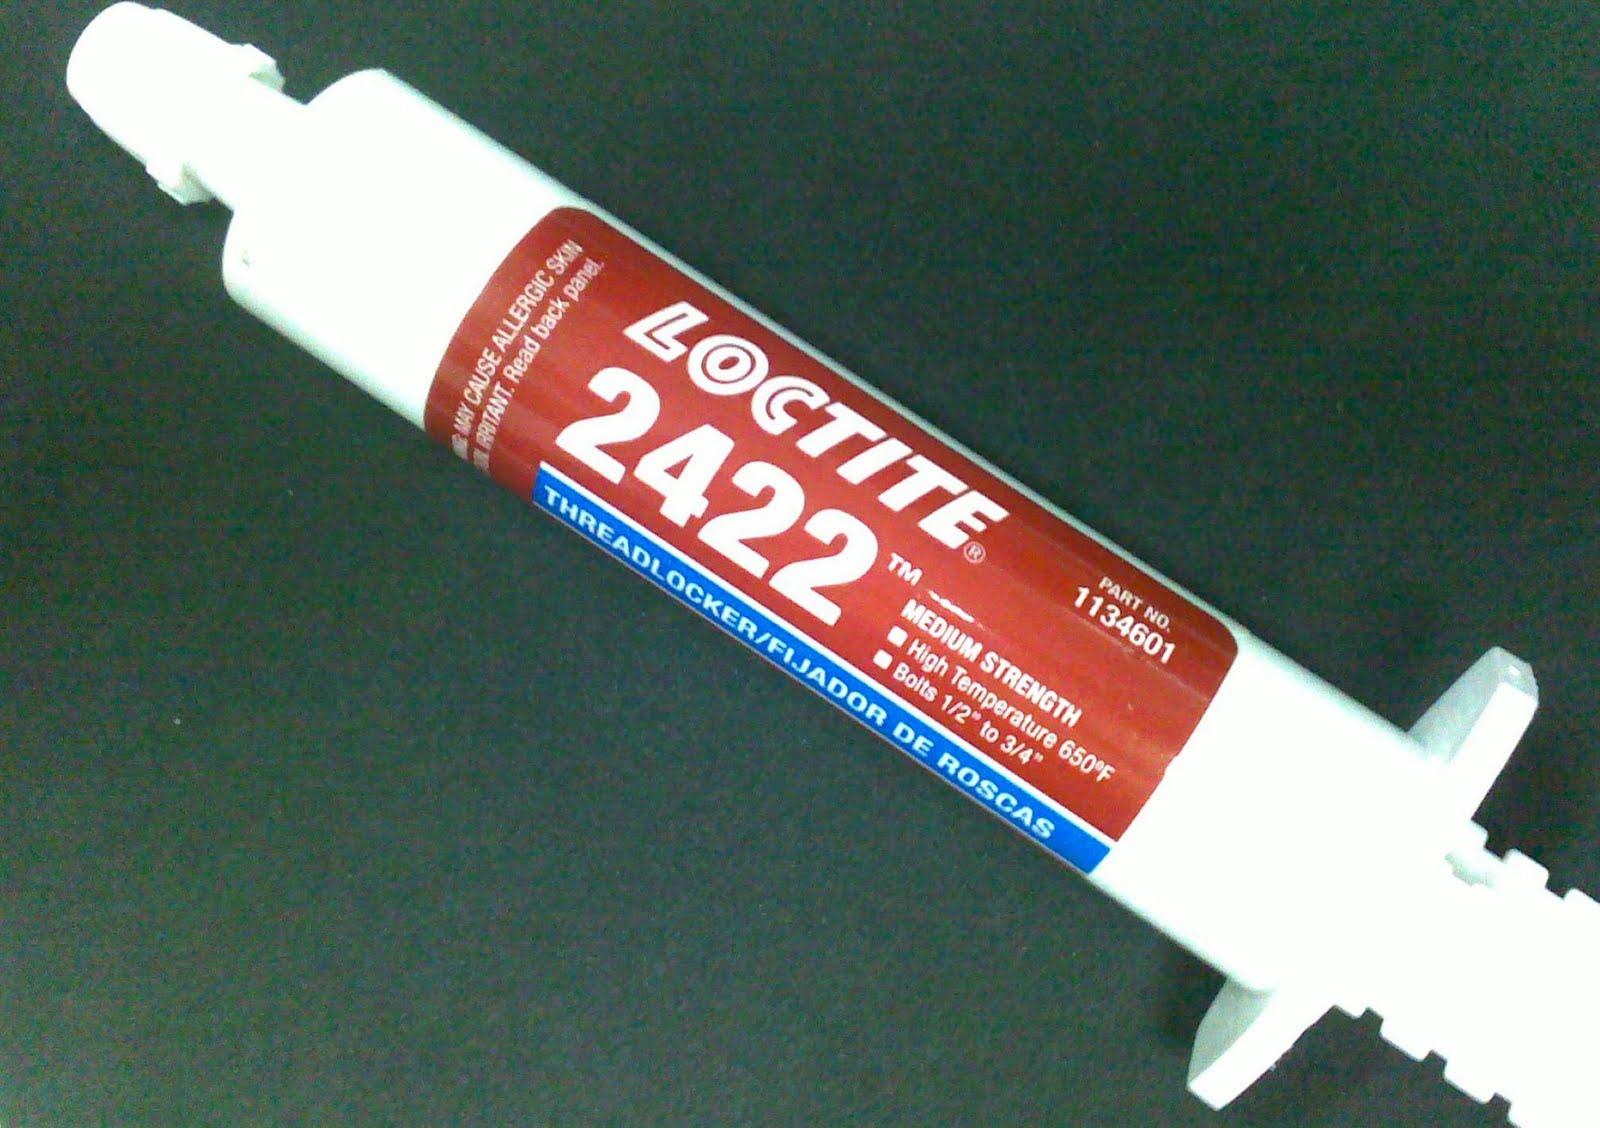 MAY CAUSE ALLERGIC SKIN
IRRITANT. Read back panel.
LOCTITE®
2422™
THREADLOCKER/FIJADOR DE ROSCAS
MEDIUM STRENGTH
■ High Temperature 650ºF
■ Bolts 1/2" to 3/4"
PART NO.
1134601